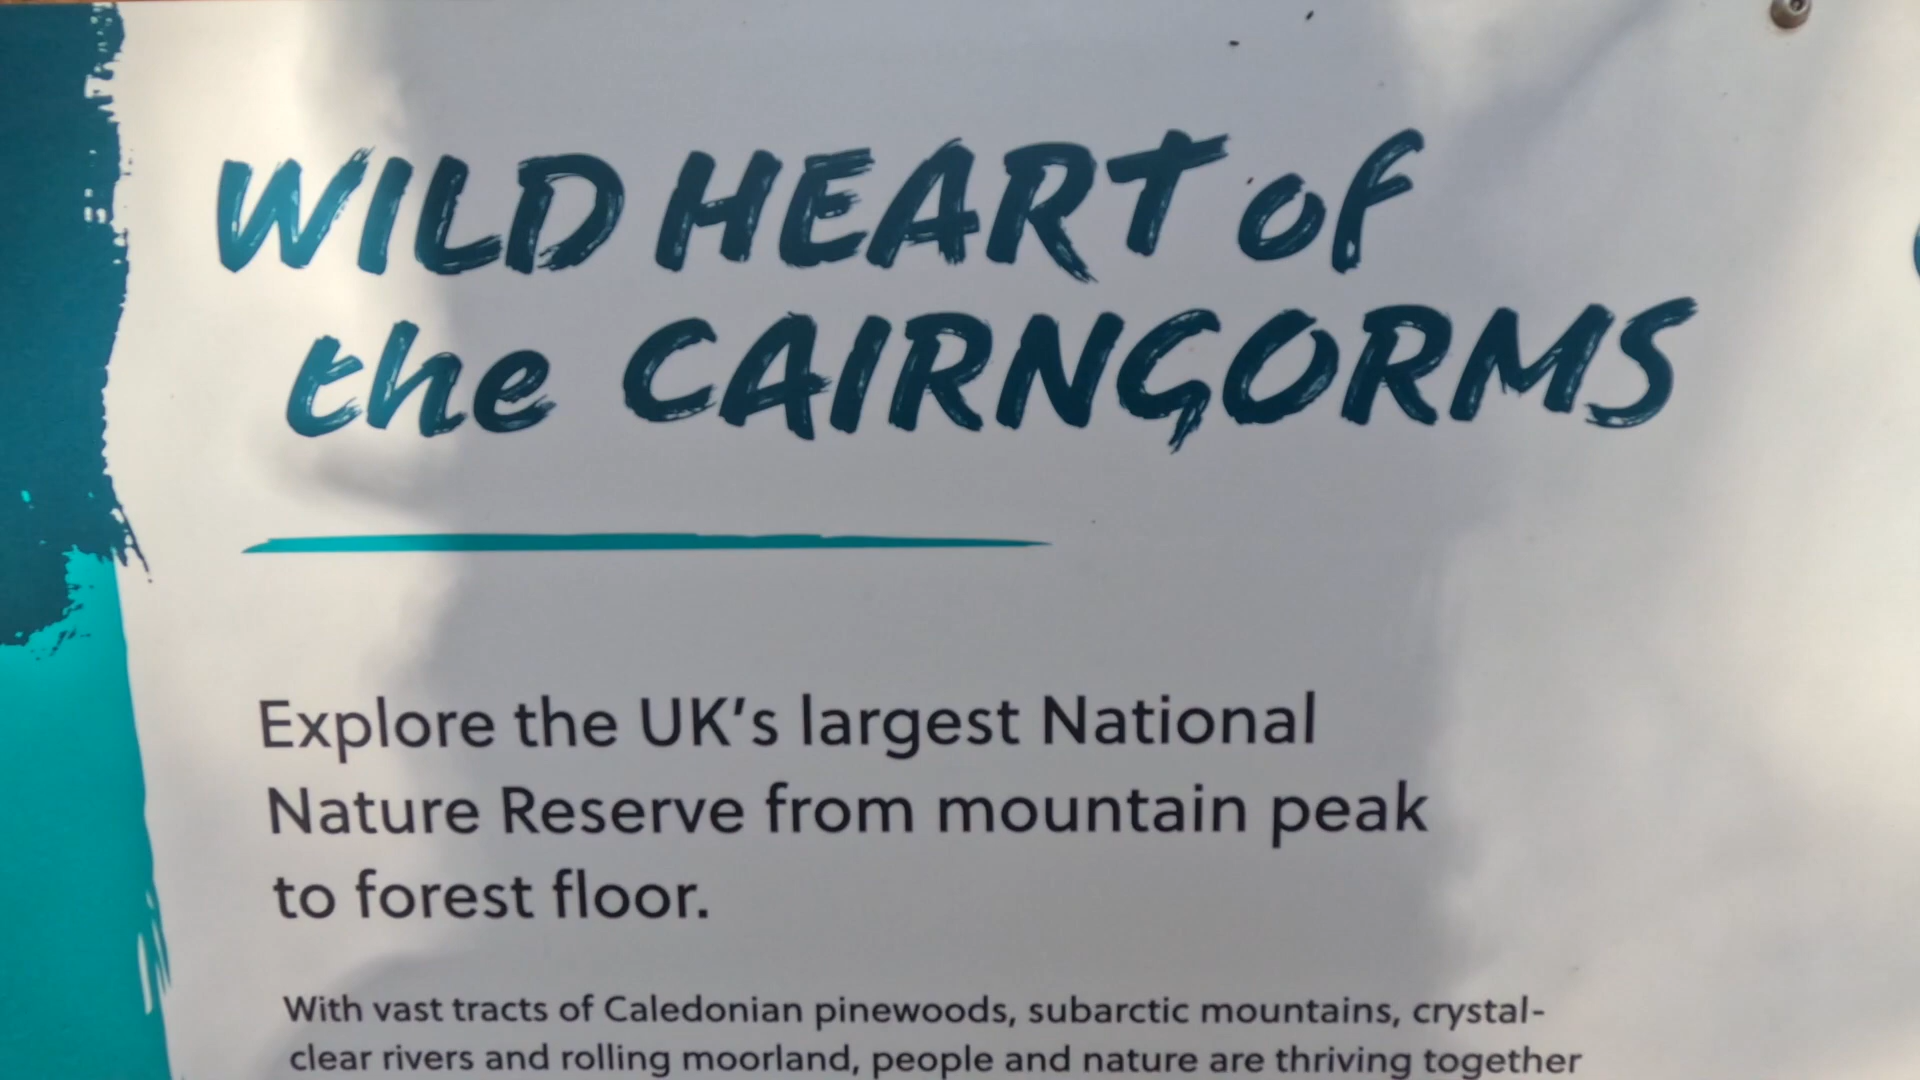 WILD HEART of
the CAIRNGORMS
Explore the UK's largest National
Nature Reserve from mountain peak
to forest floor.
With vast tracts of Caledonian pinewoods, subarctic mountains, crystal-
clear rivers and rolling moorland, people and nature are thriving together